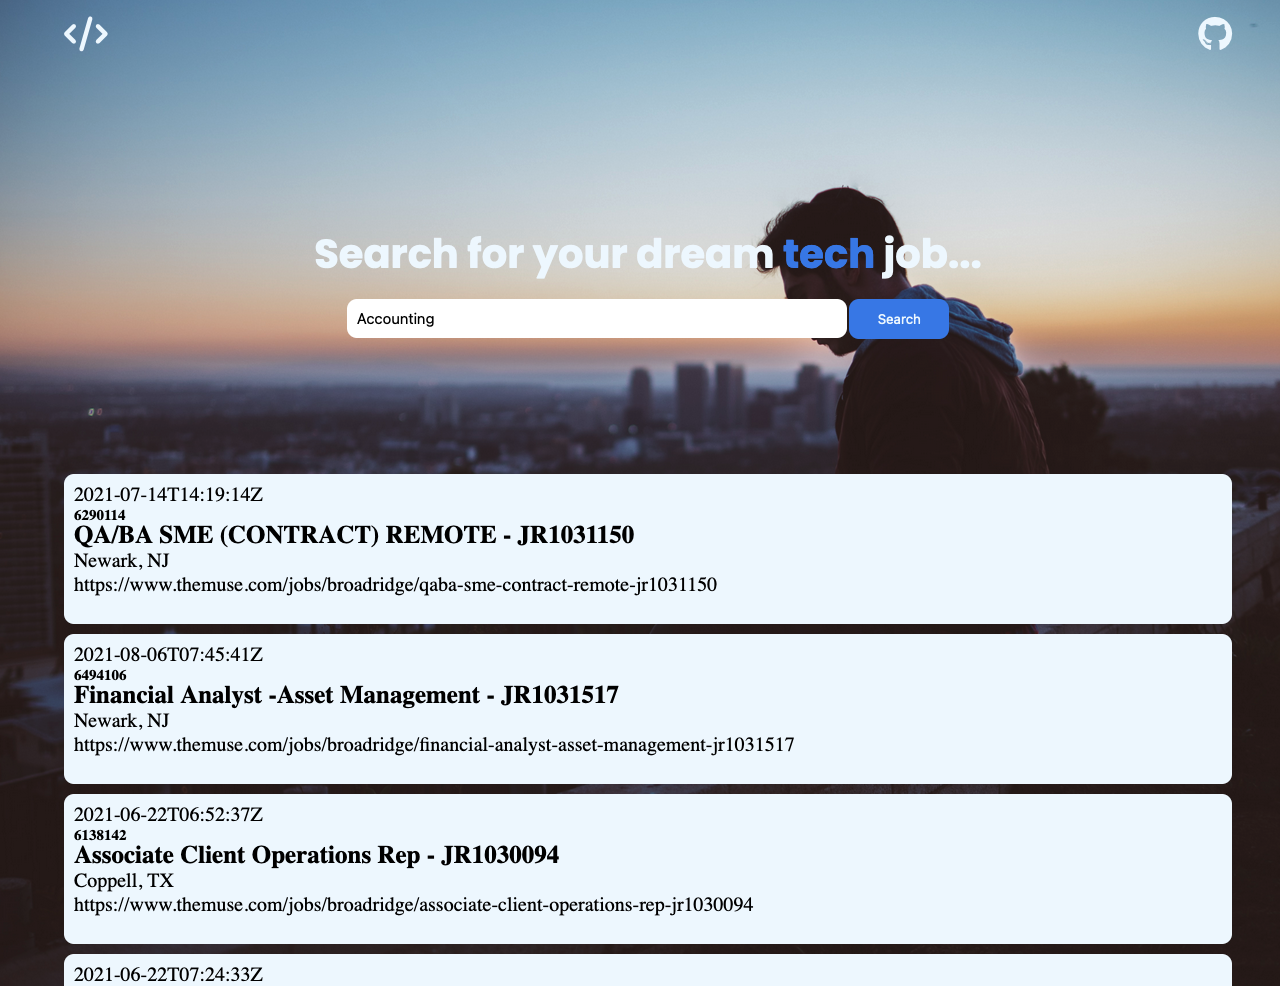 </>
Search for your dream tech job...
Accounting
Search
2021-07-14T14:19:14Z
6290114
QA/BA SME (CONTRACT) REMOTE - JR1031150
Newark, NJ
https://www.themuse.com/jobs/broadridge/qaba-sme-contract-remote-jr1031150
2021-08-06T07:45:41Z
6494106
Financial Analyst -Asset Management - JR1031517
Newark, NJ
https://www.themuse.com/jobs/broadridge/financial-analyst-asset-management-jr1031517
2021-06-22T06:52:37Z
6138142
Associate Client Operations Rep - JR1030094
Coppell, TX
https://www.themuse.com/jobs/broadridge/associate-client-operations-rep-jr1030094
2021-06-22T07:24:33Z